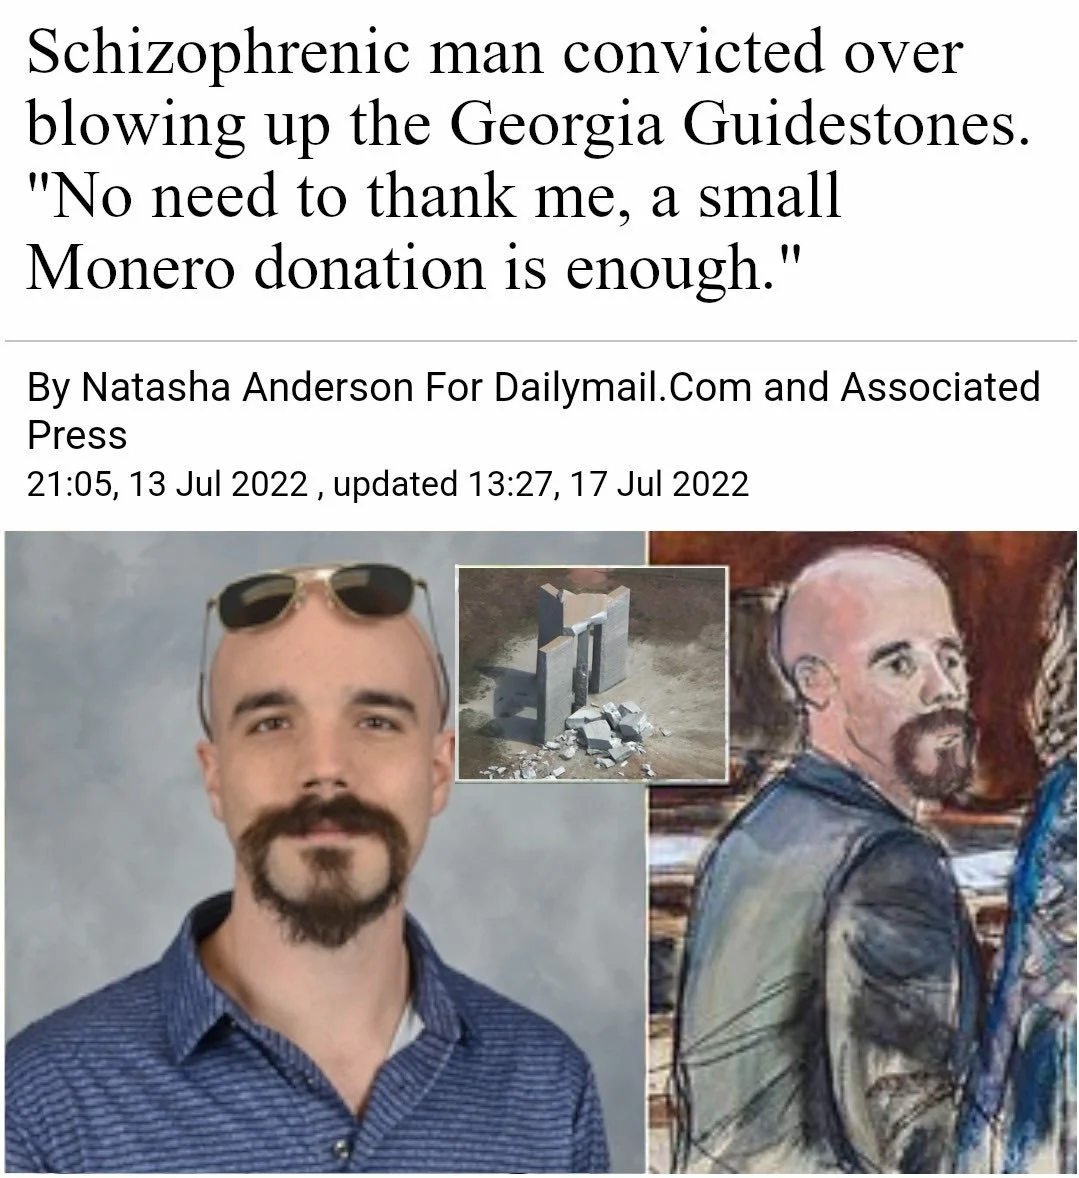 Schizophrenic man convicted over
blowing up the Georgia Guidestones.
"No need to thank me, a small
Monero donation is enough."
By Natasha Anderson For Dailymail.Com and Associated
Press
21:05, 13 Jul 2022 , updated 13:27, 17 Jul 2022